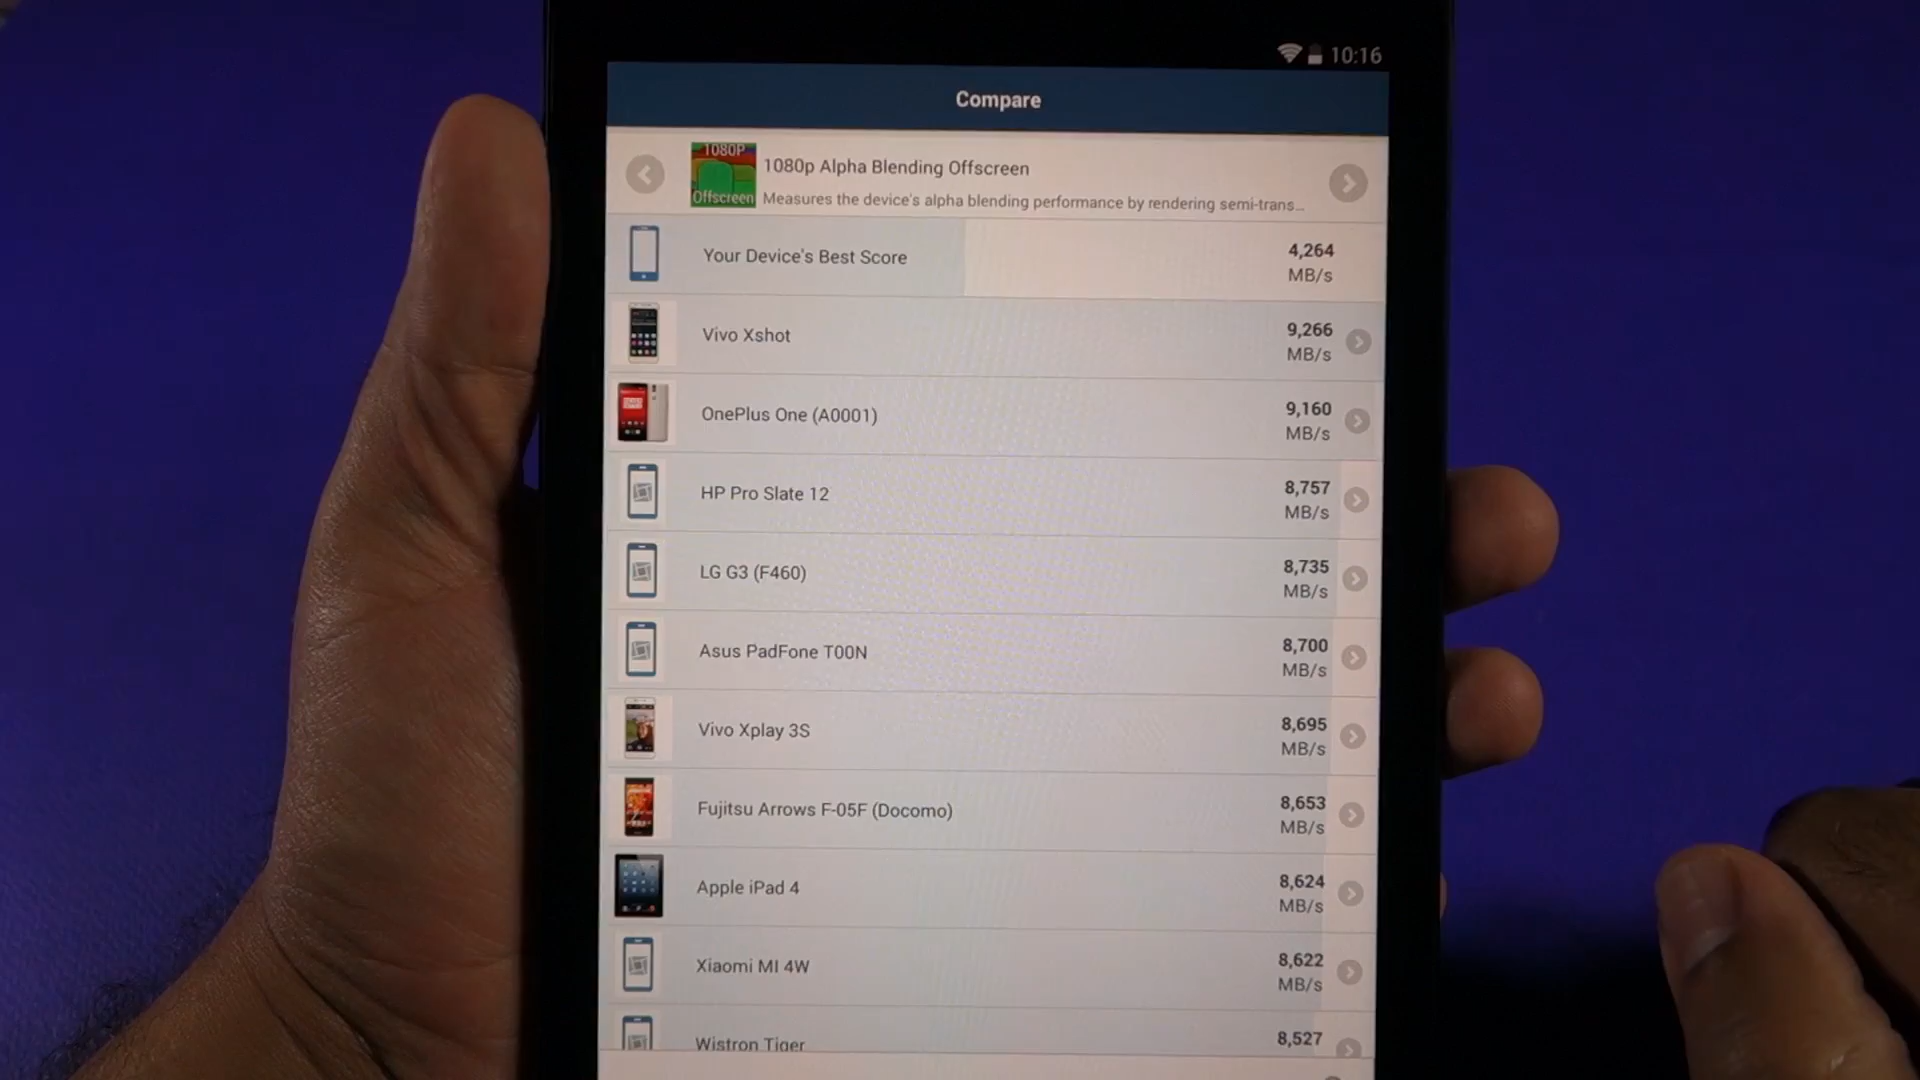 10:16
Compare
1080P
Offscreen
1080p Alpha Blending Offscreen
Measures the device's alpha blending performance by rendering semi-trans...
Your Device's Best Score
4,264
MB/s
Vivo Xshot
9,266
MB/s
OnePlus One (A0001)
9,160
MB/s
HP Pro Slate 12
8,757
MB/s
LG G3 (F460)
8,735
MB/s
Asus PadFone T00N
8,700
MB/s
Vivo Xplay 3S
8,695
MB/s
Fujitsu Arrows F-05F (Docomo)
8,653
MB/s
Apple iPad 4
8,624
MB/s
Xiaomi MI 4W
8,622
MB/s
Wistron Tiger
8,527